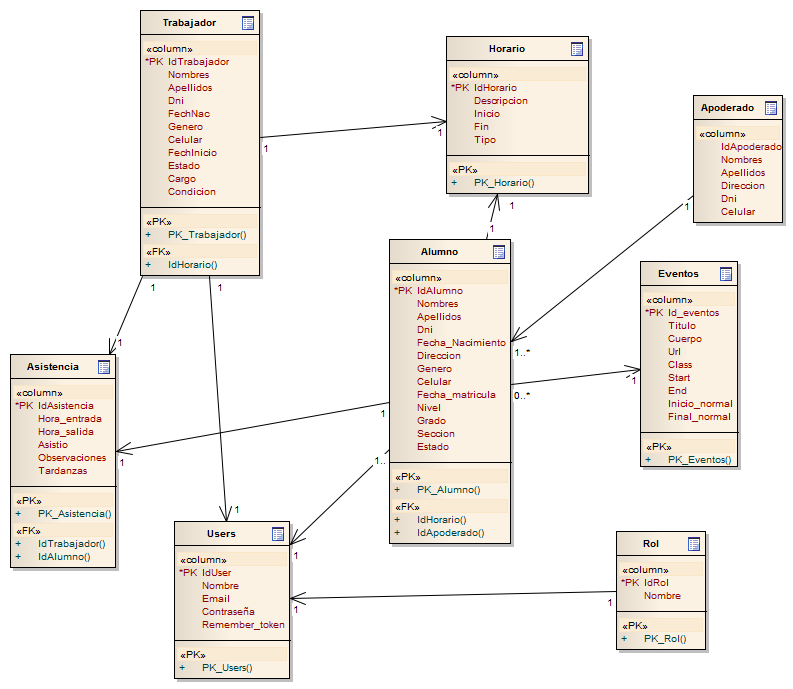 Trabajador
«column»
*PK IdTrabajador
Nombres
Apellidos
Dni
FechNac
Genero
Celular
FechInicio
Estado
Cargo
Condicion
«PK»
+ PK_Trabajador()
«FK»
+ IdHorario()
1
1
1
1
Horario
«column»
*PK IdHorario
Descripcion
Inicio
Fin
Tipo
«PK»
+ PK_Horario()
1
1
Apoderado
«column»
IdApoderado
Nombres
Apellidos
Direccion
Dni
Celular
1
Alumno
«column»
*PK IdAlumno
Nombres
Apellidos
Dni
Fecha_Nacimiento
Direccion
Genero
Celular
Fecha_matricula
Nivel
Grado
Seccion
Estado
«PK»
+ PK_Alumno()
«FK»
+ IdHorario()
+ IdApoderado()
1..*
0..*
1
1..
Eventos
«column»
*PK Id_eventos
Titulo
Cuerpo
Url
Class
Start
End
Inicio_normal
Final_normal
«PK»
+ PK_Eventos()
1
Asistencia
«column»
*PK IdAsistencia
Hora_entrada
Hora_salida
Asistio
Observaciones
Tardanzas
«PK»
+ PK_Asistencia()
«FK»
+ IdTrabajador()
+ IdAlumno()
1
1
Users
«column»
*PK IdUser
Nombre
Email
Contraseña
Remember_token
«PK»
+ PK_Users()
1
1
1
Rol
«column»
*PK IdRol
Nombre
«PK»
+ PK_Rol()
1